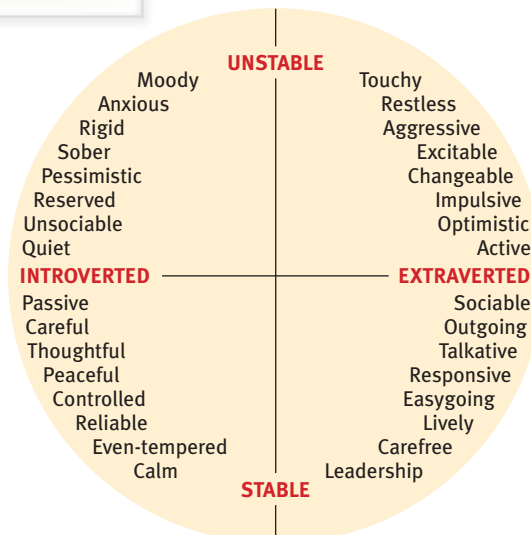 UNSTABLE
Moody
Anxious
Rigid
Sober
Pessimistic
Reserved
Unsociable
Quiet
Touchy
Restless
Aggressive
Excitable
Changeable
Impulsive
Optimistic
Active
INTROVERTED
EXTRAVERTED
Passive
Careful
Thoughtful
Peaceful
Controlled
Reliable
Even-tempered
Calm
Sociable
Outgoing
Talkative
Responsive
Easygoing
Lively
Carefree
Leadership
STABLE